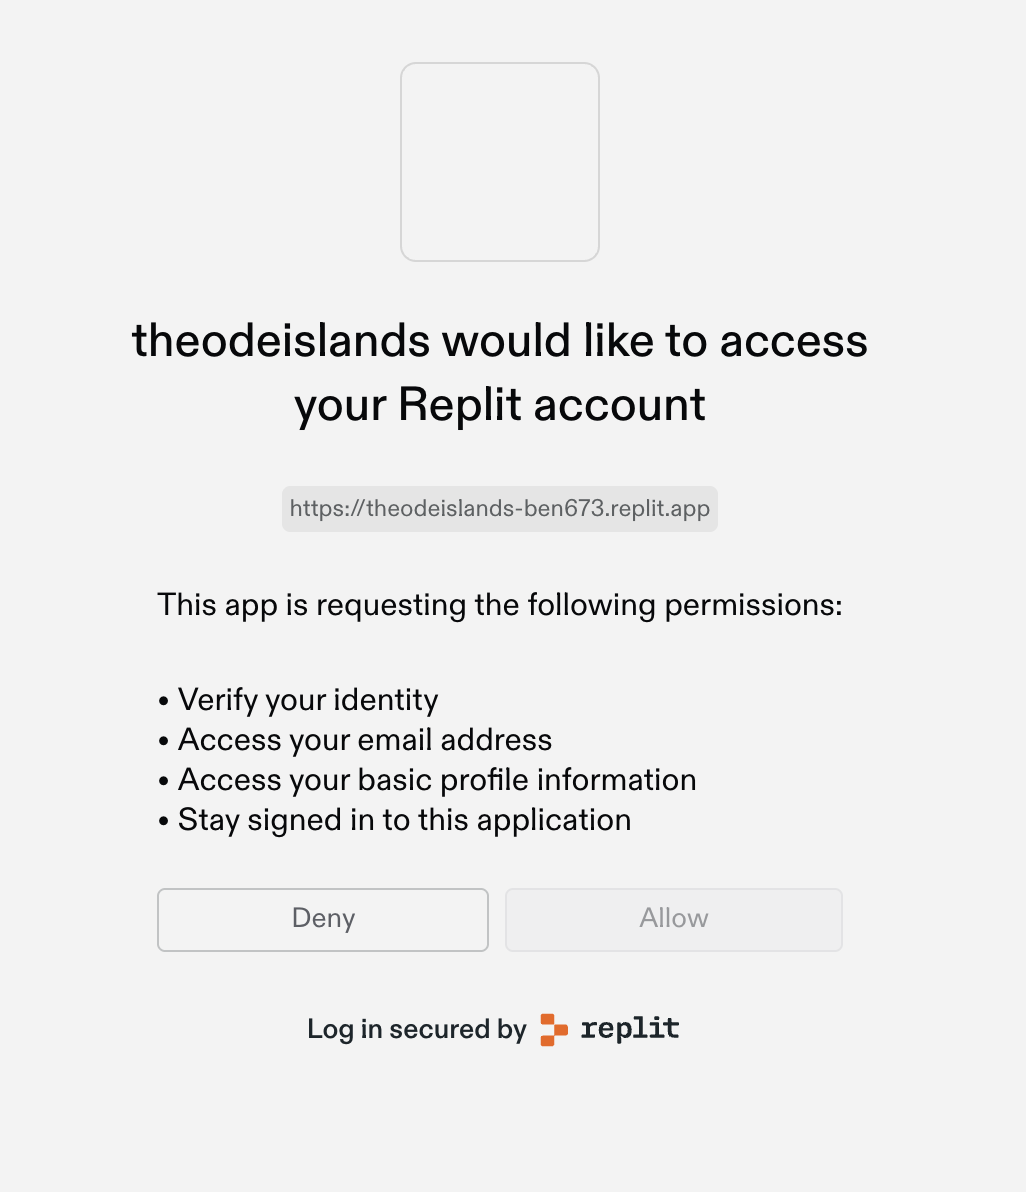 theodeislands would like to access
your Replit account
https://theodeislands-ben673.replit.app
This app is requesting the following permissions:
• Verify your identity
• Access your email address
• Access your basic profile information
• Stay signed in to this application
Deny
Allow
Log in secured by replit